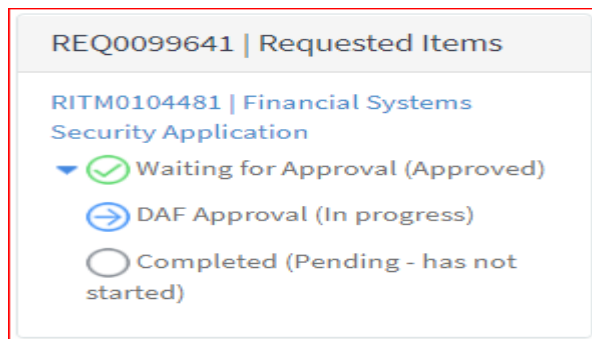 REQ0099641 | Requested Items
RITM0104481 | Financial Systems
Security Application
Waiting for Approval (Approved)
DAF Approval (In progress)
Completed (Pending - has not
started)